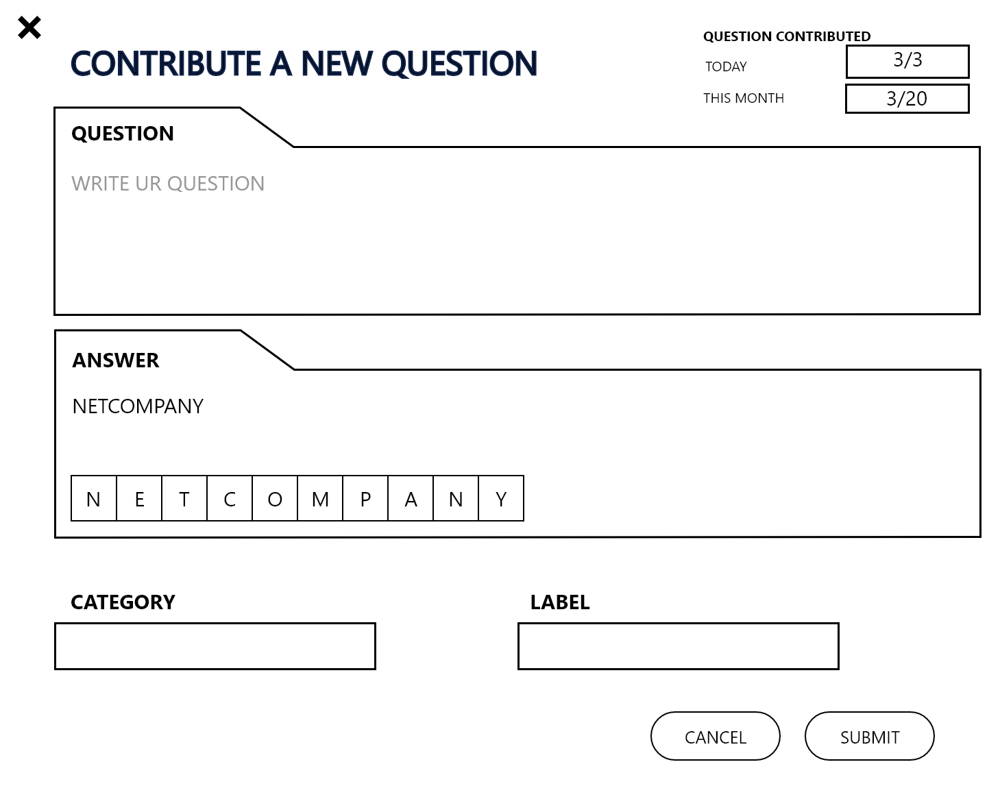 CONTRIBUTE A NEW QUESTION
QUESTION CONTRIBUTED
TODAY 3/3
THIS MONTH 3/20
QUESTION
WRITE UR QUESTION
ANSWER
NETCOMPANY
N E T C O M P A N Y
CATEGORY
LABEL
CANCEL
SUBMIT